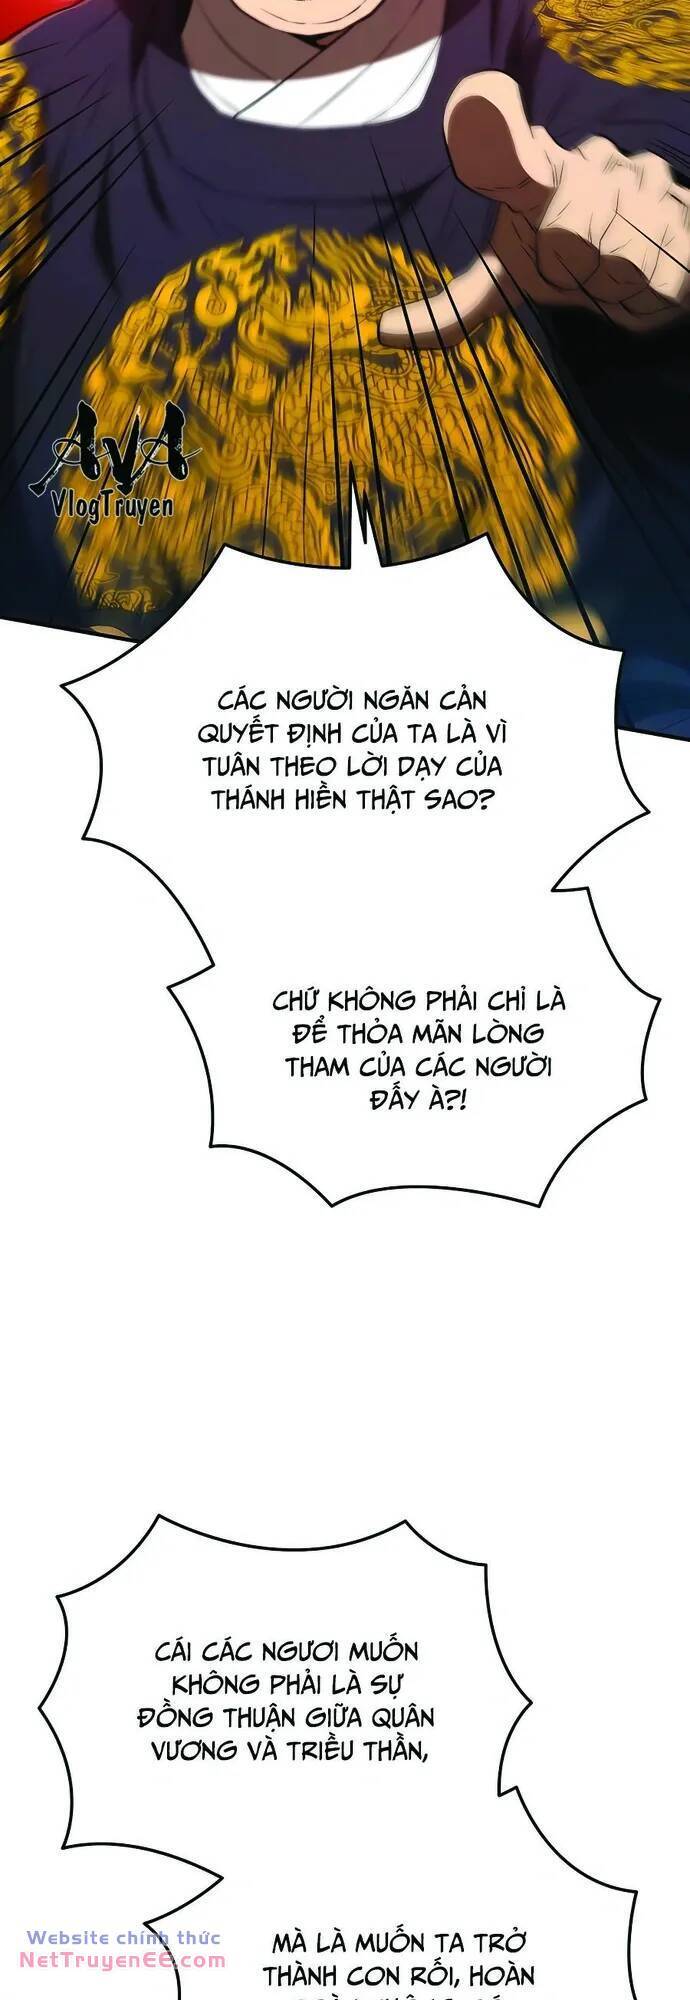 AVA
VlogTruyen
CÁC NGƯỜI NGĂN CẢN
QUYẾT ĐỊNH CỦA TA LÀ VÌ
TUÂN THEO LỜI DẠY CỦA
THÁNH HIỀN THẬT SAO?
CHỨ KHÔNG PHẢI CHỈ LÀ
ĐỂ THỎA MÃN LÒNG
THAM CỦA CÁC NGƯỜI
ĐẤY À?!
CÁI CÁC NGƯƠI MUỐN
KHÔNG PHẢI LÀ SỰ
ĐỒNG THUẬN GIỮA QUÂN
VƯƠNG VÀ TRIỀU THẦN,
Website chính thức
NetTruyenEE.com
MÀ LÀ MUỐN TA TRỞ
THÀNH CON RỐI, HOÀN